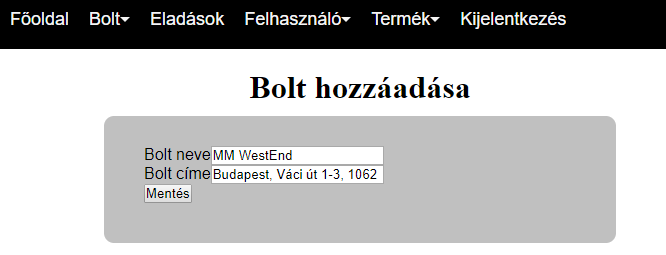 Főoldal Bolt Eladások Felhasználó Termék Kijelentkezés
Bolt hozzáadása
Bolt neve MM WestEnd
Bolt címe Budapest, Váci út 1-3, 1062
Mentés